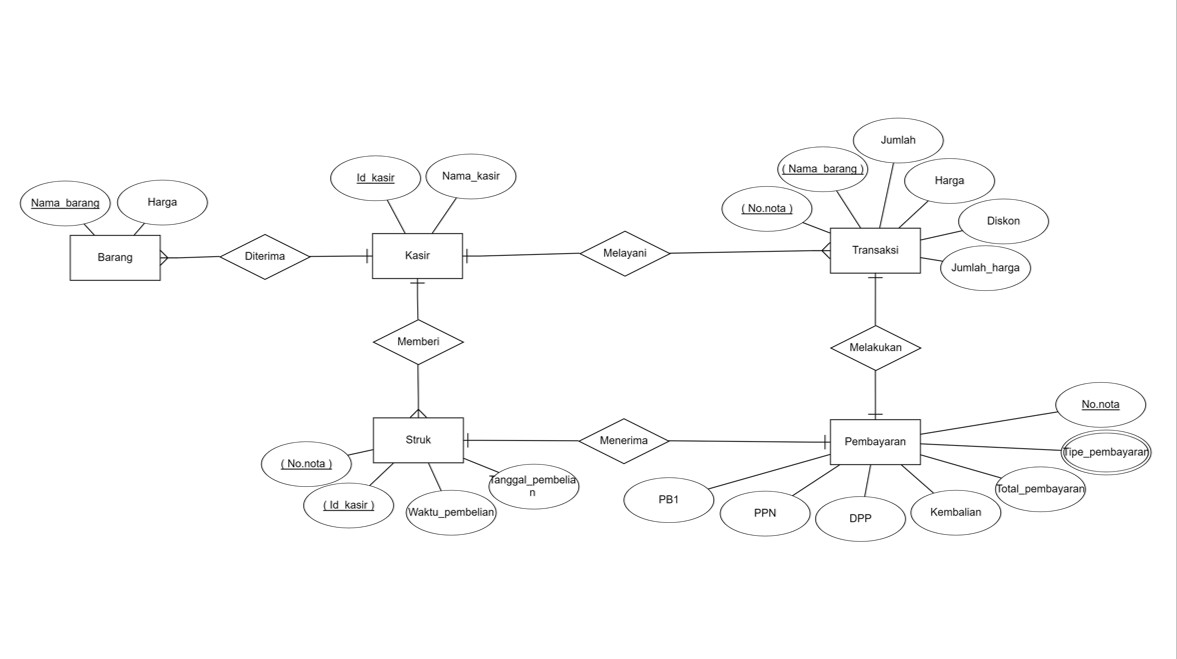 Jumlah
( Nama_barang )
Id_kasir
Nama_kasir
Harga
Nama_barang
Harga
( No.nota )
Diskon
Barang
Diterima
Kasir
Melayani
Transaksi
Jumlah_harga
Memberi
Melakukan
No.nota
Struk
Menerima
Pembayaran
Tipe_pembayaran
( No.nota )
Tanggal_pembelia
n
Total_pembayaran
( Id_kasir )
Waktu_pembelian
PB1
PPN
DPP
Kembalian